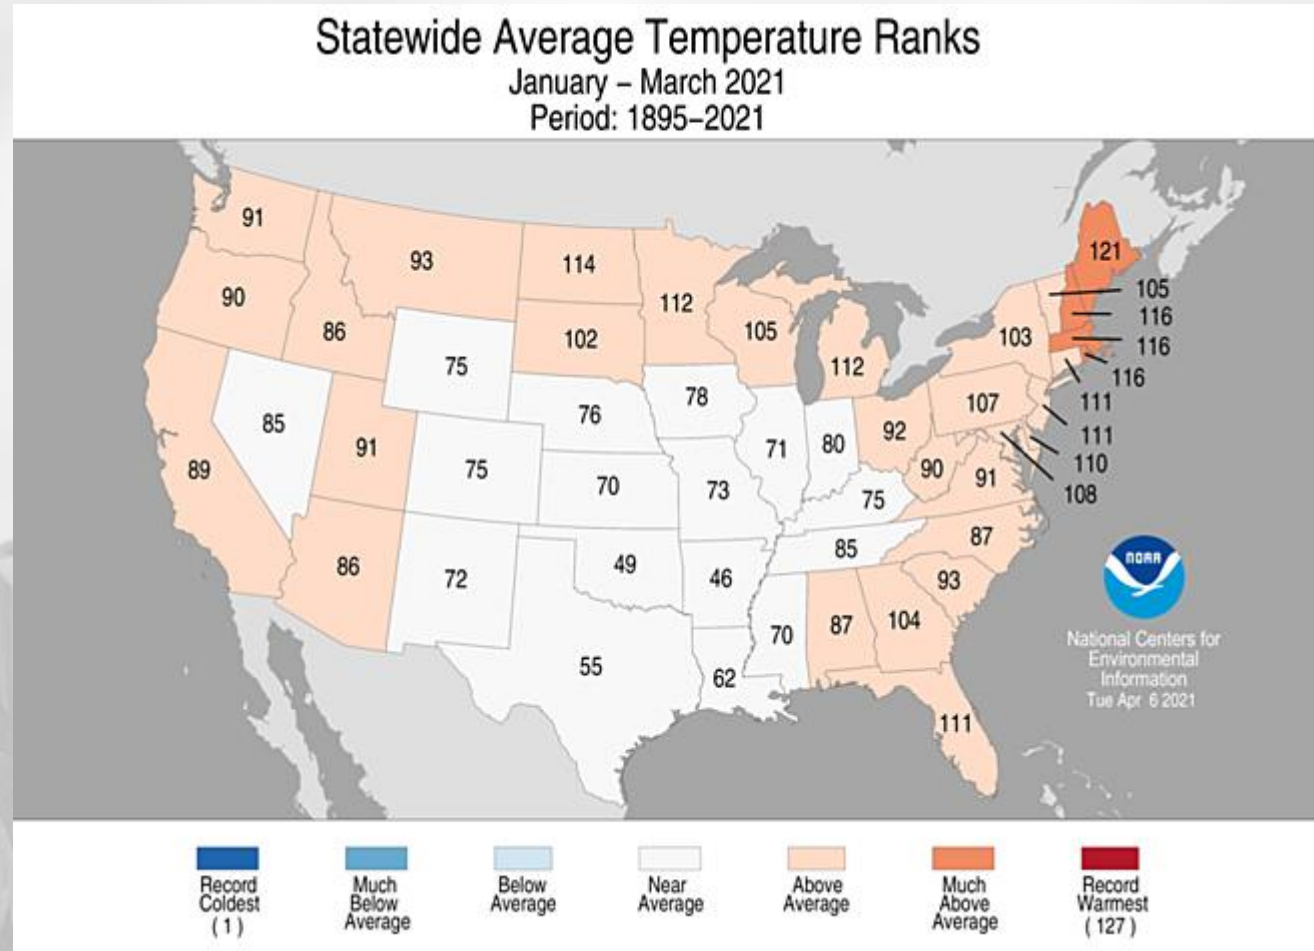 Statewide Average Temperature Ranks
January – March 2021
Period: 1895–2021
91
93
114
112
121
90
86
102
105
112
103
105
116
116
116
111
111
110
108
75
76
78
85
91
75
70
73
71
80
92
107
90
91
89
75
87
86
72
49
46
85
93
55
62
70
87
104
111
NOAA
National Centers for
Environmental
Information
Tue Apr 6 2021
Record
Coldest
( 1 )
Much
Below
Average
Below
Average
Near
Average
Above
Average
Much
Above
Average
Record
Warmest
( 127 )